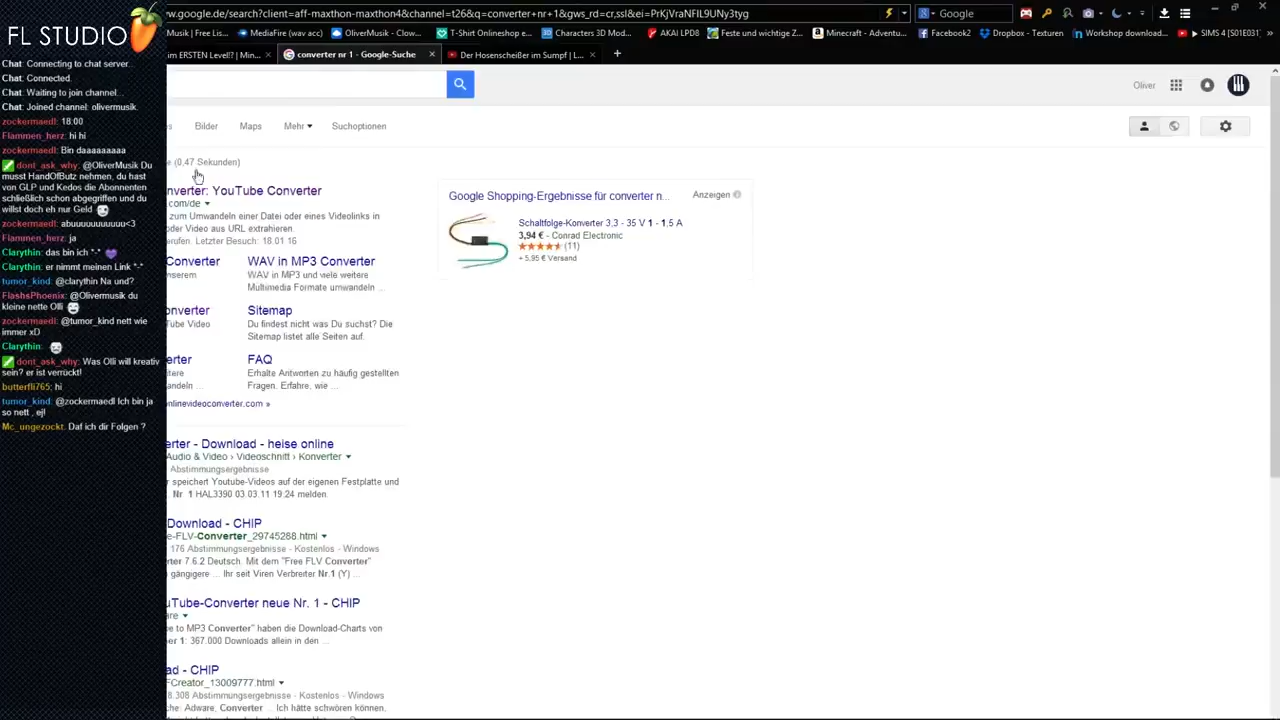 www.google.de/search?client=aff-maxthon-maxthon4&channel=t26&q=converter+nr+1&gws_rd=cr,ssl&ei=PrKjVraNFIL9UNy3tyg
Google
Musik | Free Lis...
MediaFire (wav acc)
OliverMusik - Clow...
T-Shirt Onlineshop e...
Characters 3D Mod...
AKAI LPD8
Feste und wichtige Z...
Minecraft - Adventu...
Facebook2
Dropbox - Texturen
Workshop download...
SIMS 4 [S01E031]
FL STUDIO
im ERSTEN Level!? | Min...
converter nr 1 - Google-Suche
Der Hosenscheißer im Sumpf | L...
Chat: Connecting to chat server...
Chat: Connected.
Chat: Waiting to join channel...
Chat: Joined channel: olivermusik.
zockermaedl: 18:00
Flammen_herz: hi hi
zockermaedl: Bin daaaaaaaaa
dont_ask_why: @OliverMusik Du
musst HandOfButz nehmen, du hast
von GLP und Kedos die Abonnenten
schließlich schon abgegriffen und du
willst doch eh nur Geld
zockermaedl: abuuuuuuuuuuu<3
Flammen_herz: ja
Clarythin: das bin ich *-*
Clarythin: er nimmt meinen Link *-*
tumor_kind: @clarythin Na und?
FlashsPhoenix: @Olivermusik du
kleine nette Olli
zockermaedl: @tumor_kind nett wie
immer xD
Clarythin:
dont_ask_why: Was Olli will kreativ
sein? er ist verrückt!
butterfli765: hi
tumor_kind: @zockermaedl Ich bin ja
so nett , ej!
Mc_ungezockt: Daf ich dir Folgen ?
Oliver
s
Bilder
Maps
Mehr
Suchoptionen
e (0,47 Sekunden)
nverter: YouTube Converter
.com/de
zum Umwandeln einer Datei oder eines Videolinks in
oder Video aus URL extrahieren.
erufen. Letzter Besuch: 18.01.16
Converter
WAV in MP3 Converter
nserem
WAV in MP3 und viele weitere
Multimedia Formate umwandeln ...
nverter
Sitemap
Tube Video
Du findest nicht was Du suchst? Die
Sitemap listet alle Seiten auf.
erter
FAQ
itere
Erhalte Antworten zu häufig gestellten
andeln ...
Fragen. Erfahre, wie ...
nlinevideoconverter.com »
Google Shopping-Ergebnisse für converter n...
Anzeigen
Schaltfolge-Konverter 3,3 - 35 V 1 - 1.5 A
3,94 € - Conrad Electronic
(11)
+ 5,95 € Versand
erter - Download - heise online
Audio & Video › Videoschnitt › Konverter
Abstimmungsergebnisse
r speichert Youtube-Videos auf der eigenen Festplatte und
. Nr 1 HAL3390 03.03.11 19:24 melden.
Download - CHIP
e-FLV-Converter_29745288.html
176 Abstimmungsergebnisse - Kostenlos - Windows
rter 7.6.2 Deutsch. Mit dem "Free FLV Converter"
gängigere ... Ihr seit Viren Verbreiter Nr.1 (Y) ...
uTube-Converter neue Nr. 1 - CHIP
are
e to MP3 Converter" haben die Download-Charts von
er 1: 367.000 Downloads allein in den ...
ad - CHIP
FCreator_13009777.html
8.308 Abstimmungsergebnisse - Kostenlos - Windows
che: Adware, Converter ... Ich hätte schwören können,